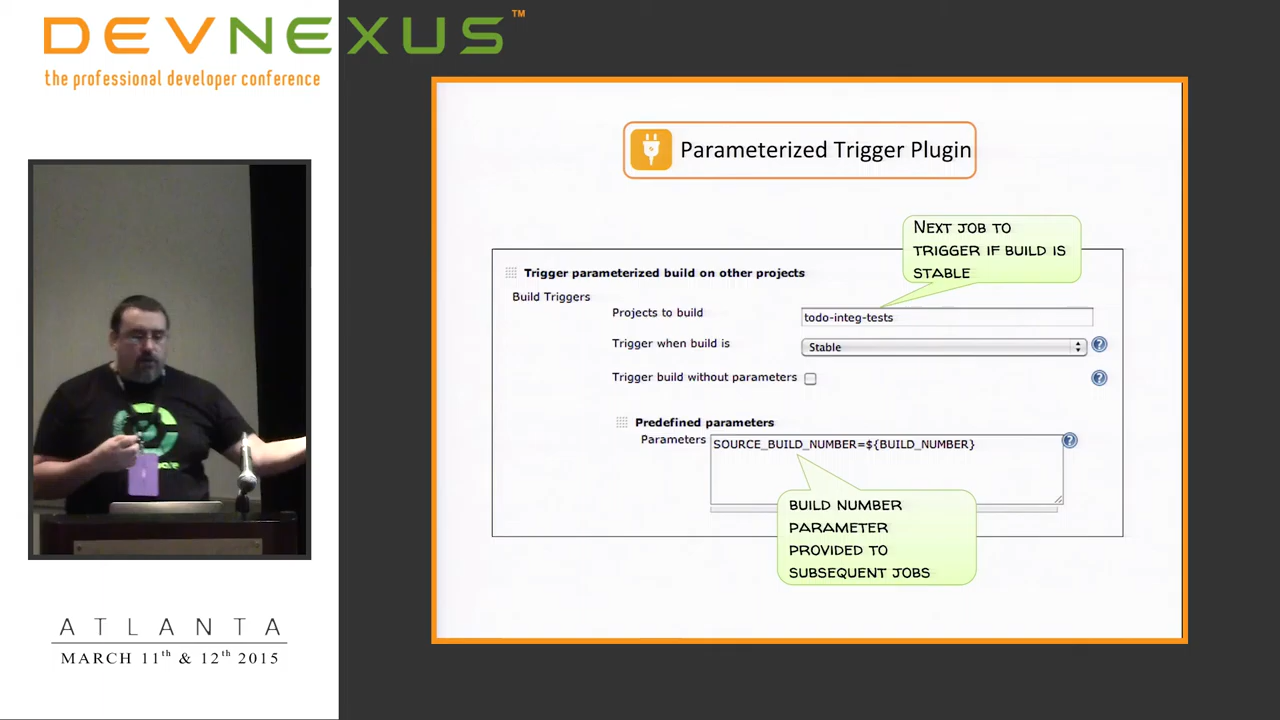 DEVNEXUS™
the professional developer conference
Parameterized Trigger Plugin
NEXT JOB TO
TRIGGER IF BUILD IS
STABLE
Trigger parameterized build on other projects
Build Triggers
Projects to build
todo-integ-tests
Trigger when build is
Stable
Trigger build without parameters
Predefined parameters
Parameters
SOURCE_BUILD_NUMBER=${BUILD_NUMBER}
BUILD NUMBER
PARAMETER
PROVIDED TO
SUBSEQUENT JOBS
ATLANTA
MARCH 11th & 12th 2015